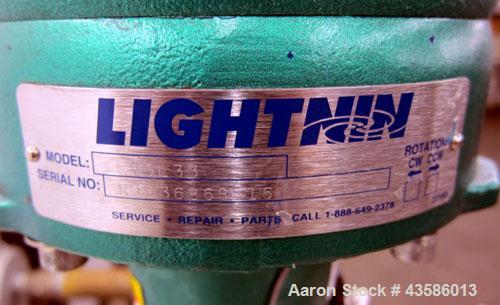 LIGHTNIN
MODEL:
ROTATION
CW CCW
SERIAL NO:
SERVICE • REPAIR • PARTS CALL 1-888-649-2378
Aaron Stock # 43586013